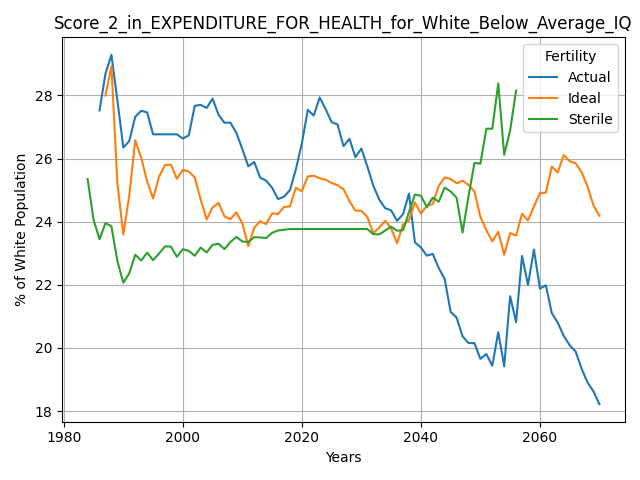 Score_2_in_EXPENDITURE_FOR_HEALTH_for_White_Below_Average_IQ
Fertility
Actual
Ideal
Sterile
% of White Population
28
26
24
22
20
18
1980
2000
2020
2040
2060
Years